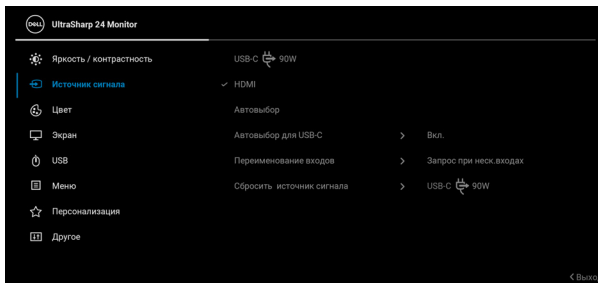 DELL UltraSharp 24 Monitor
Яркость / контрастность USB-C 90W
Источник сигнала HDMI
Цвет Автовыбор
Экран Автовыбор для USB-C Вкл.
USB Переименование входов Запрос при неск.входах
Меню Сбросить источник сигнала USB-C 90W
Персонализация
Другое
Выхо